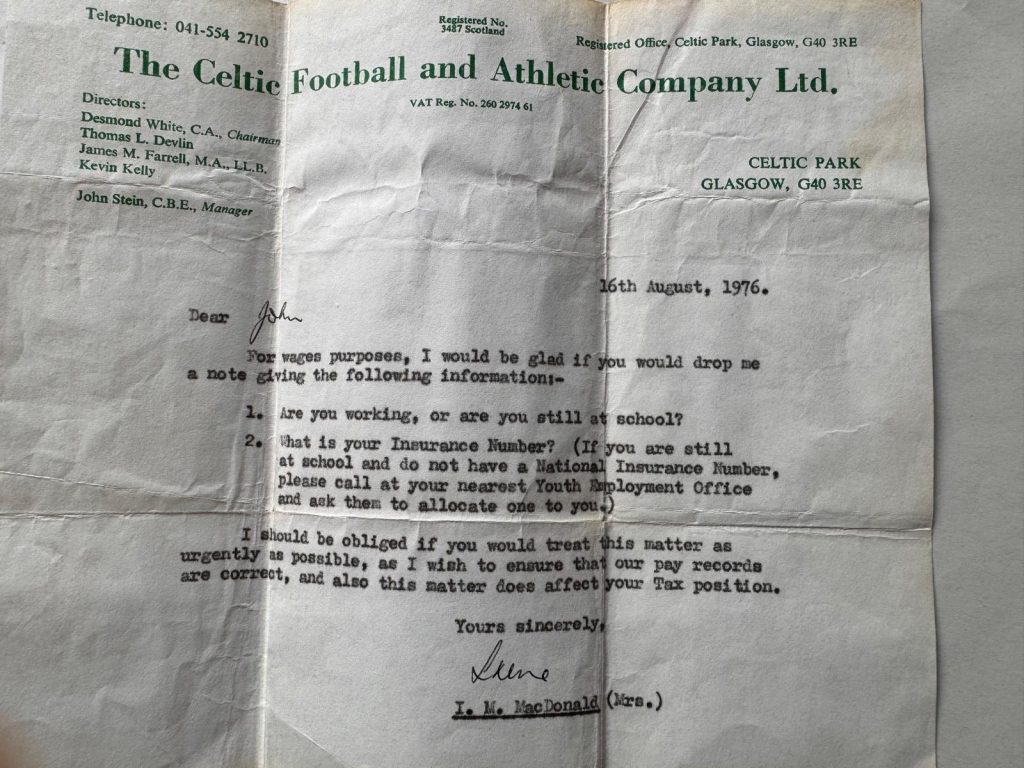 Telephone: 041-554 2710
Registered No.
3487 Scotland
Registered Office, Celtic Park, Glasgow, G40 3RE
The Celtic Football and Athletic Company Ltd.
VAT Reg. No. 260 2974 61
Directors:
Desmond White, C.A., Chairman
Thomas L. Devlin
James M. Farrell, M.A., LL.B.
Kevin Kelly
John Stein, C.B.E., Manager
CELTIC PARK
GLASGOW, G40 3RE
16th August, 1976.
Dear John
For wages purposes, I would be glad if you would drop me
a note giving the following information:-
1. Are you working, or are you still at school?
2. What is your Insurance Number? (If you are still
at school and do not have a National Insurance Number,
please call at your nearest Youth Employment Office
and ask them to allocate one to you.)
I should be obliged if you would treat this matter as
urgently as possible, as I wish to ensure that our pay records
are correct, and also this matter does affect your Tax position.
Yours sincerely,
Irene
I. M. MacDonald (Mrs.)